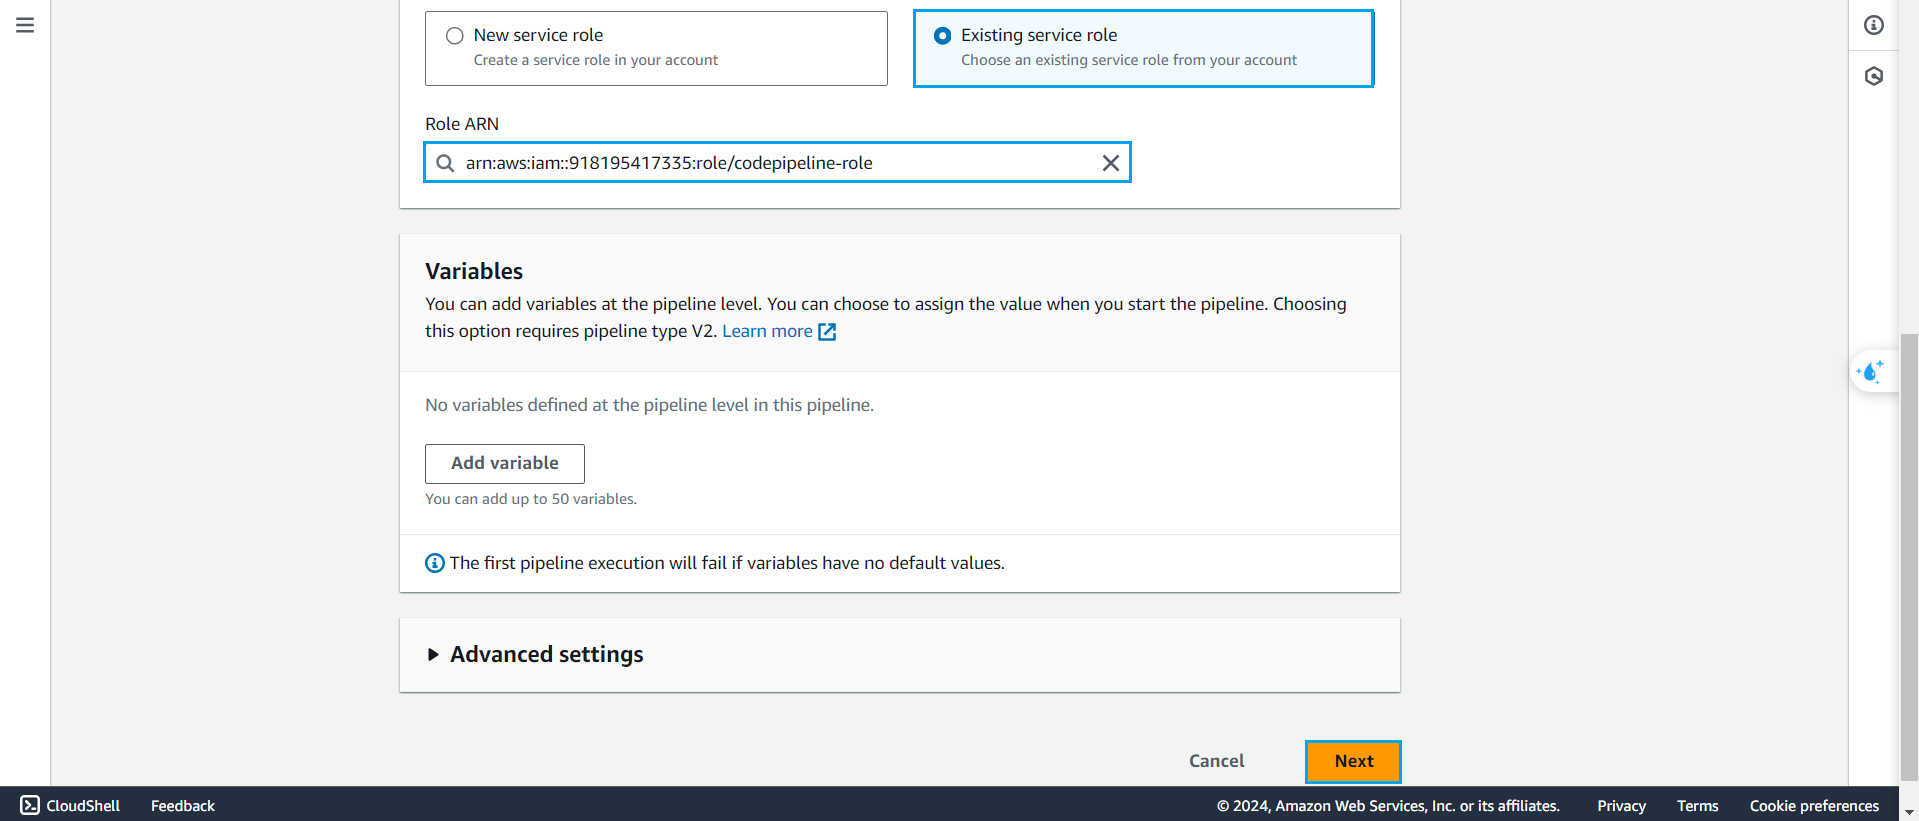 New service role
Create a service role in your account
Existing service role
Choose an existing service role from your account
Role ARN
arn:aws:iam::918195417335:role/codepipeline-role
Variables
You can add variables at the pipeline level. You can choose to assign the value when you start the pipeline. Choosing
this option requires pipeline type V2. Learn more
No variables defined at the pipeline level in this pipeline.
Add variable
You can add up to 50 variables.
The first pipeline execution will fail if variables have no default values.
Advanced settings
Cancel
Next
CloudShell
Feedback
© 2024, Amazon Web Services, Inc. or its affiliates.
Privacy
Terms
Cookie preferences